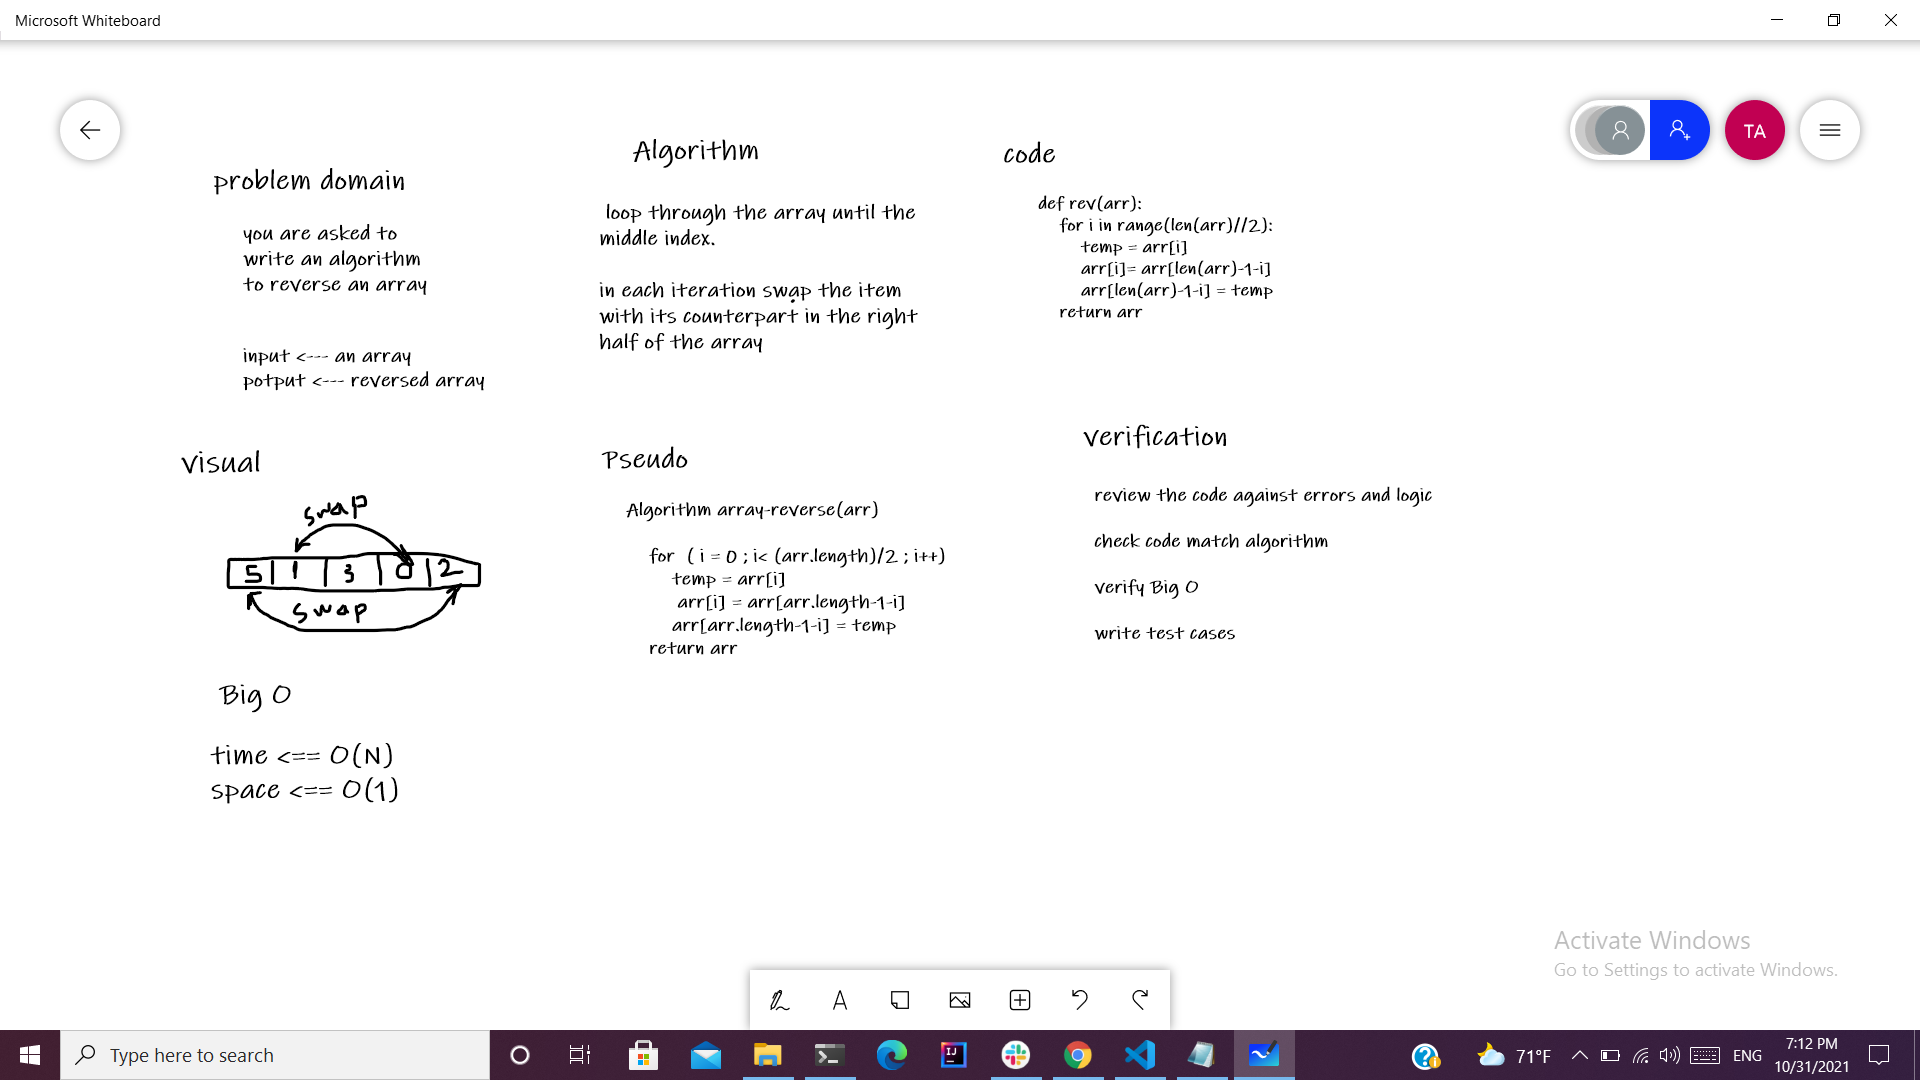 Microsoft Whiteboard
TA
problem domain
you are asked to
write an algorithm
to reverse an array
input <--- an array
potput <--- reversed array
Algorithm
loop through the array until the
middle index.
in each iteration swap the item
with its counterpart in the right
half of the array
code
def rev(arr):
for i in range(len(arr)//2):
temp = arr[i]
arr[i]= arr[len(arr)-1-i]
arr[len(arr)-1-i] = temp
return arr
visual
swap
5 1 3 0 2
swap
Pseudo
Algorithm array-reverse(arr)
for ( i = 0 ; i< (arr.length)/2 ; i++)
temp = arr[i]
arr[i] = arr[arr.length-1-i]
arr[arr.length-1-i] = temp
return arr
verification
review the code against errors and logic
check code match algorithm
verify Big O
write test cases
Big O
time <== O(N)
space <== O(1)
Activate Windows
Go to Settings to activate Windows.
Type here to search
IJ
71°F
ENG
7:12 PM
10/31/2021